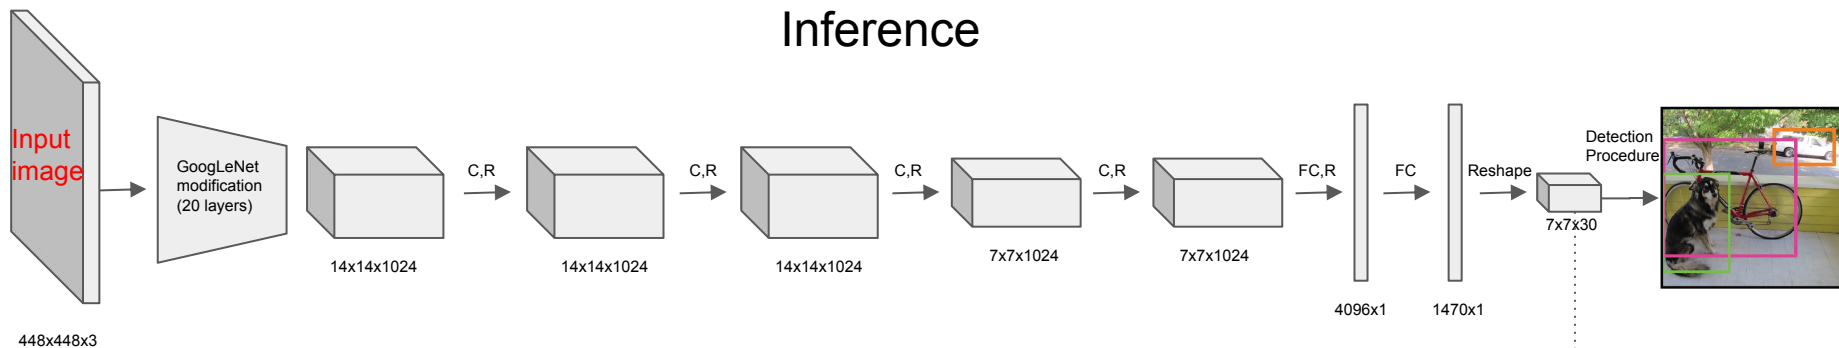 Inference
Input
image
448x448x3
GoogLeNet
modification
(20 layers)
14x14x1024
C,R
14x14x1024
C,R
14x14x1024
C,R
7x7x1024
C,R
7x7x1024
FC,R
4096x1
FC
1470x1
Reshape
7x7x30
Detection
Procedure